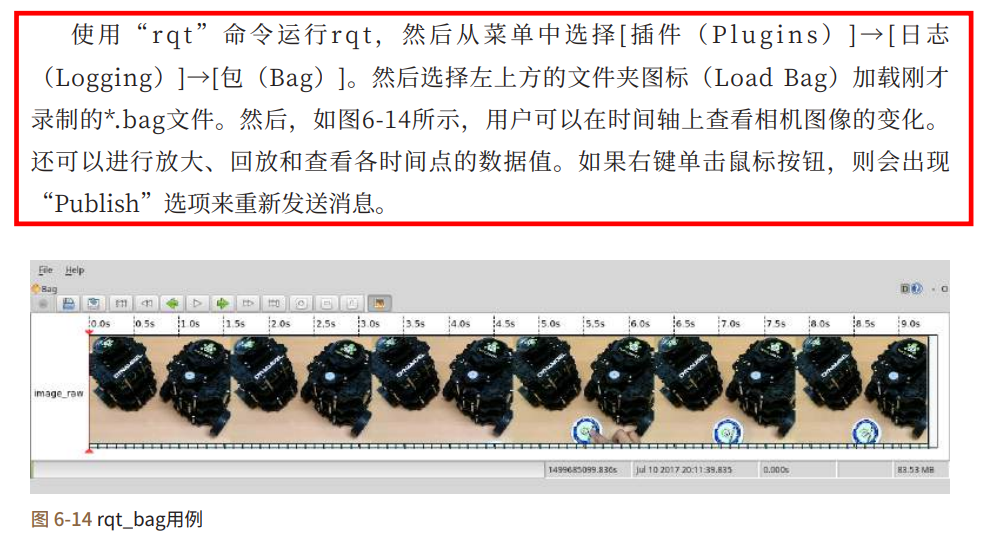 使用“rqt”命令运行rqt，然后从菜单中选择[插件（Plugins）]→[日志
（Logging）]→[包（Bag）]。然后选择左上方的文件夹图标（Load Bag）加载刚才
录制的*.bag文件。然后，如图6-14所示，用户可以在时间轴上查看相机图像的变化。
还可以进行放大、回放和查看各时间点的数据值。如果右键单击鼠标按钮，则会出现
“Publish”选项来重新发送消息。
File Help
Bag
0.0s 0.5s 1.0s 1.5s 2.0s 2.5s 3.0s 3.5s 4.0s 4.5s 5.0s 5.5s 6.0s 6.5s 7.0s 7.5s 8.0s 8.5s 9.0s
image_raw
1499685099.836s Jul 10 2017 20:11:39.835 0.000s 83.53 MB
图 6-14 rqt_bag用例